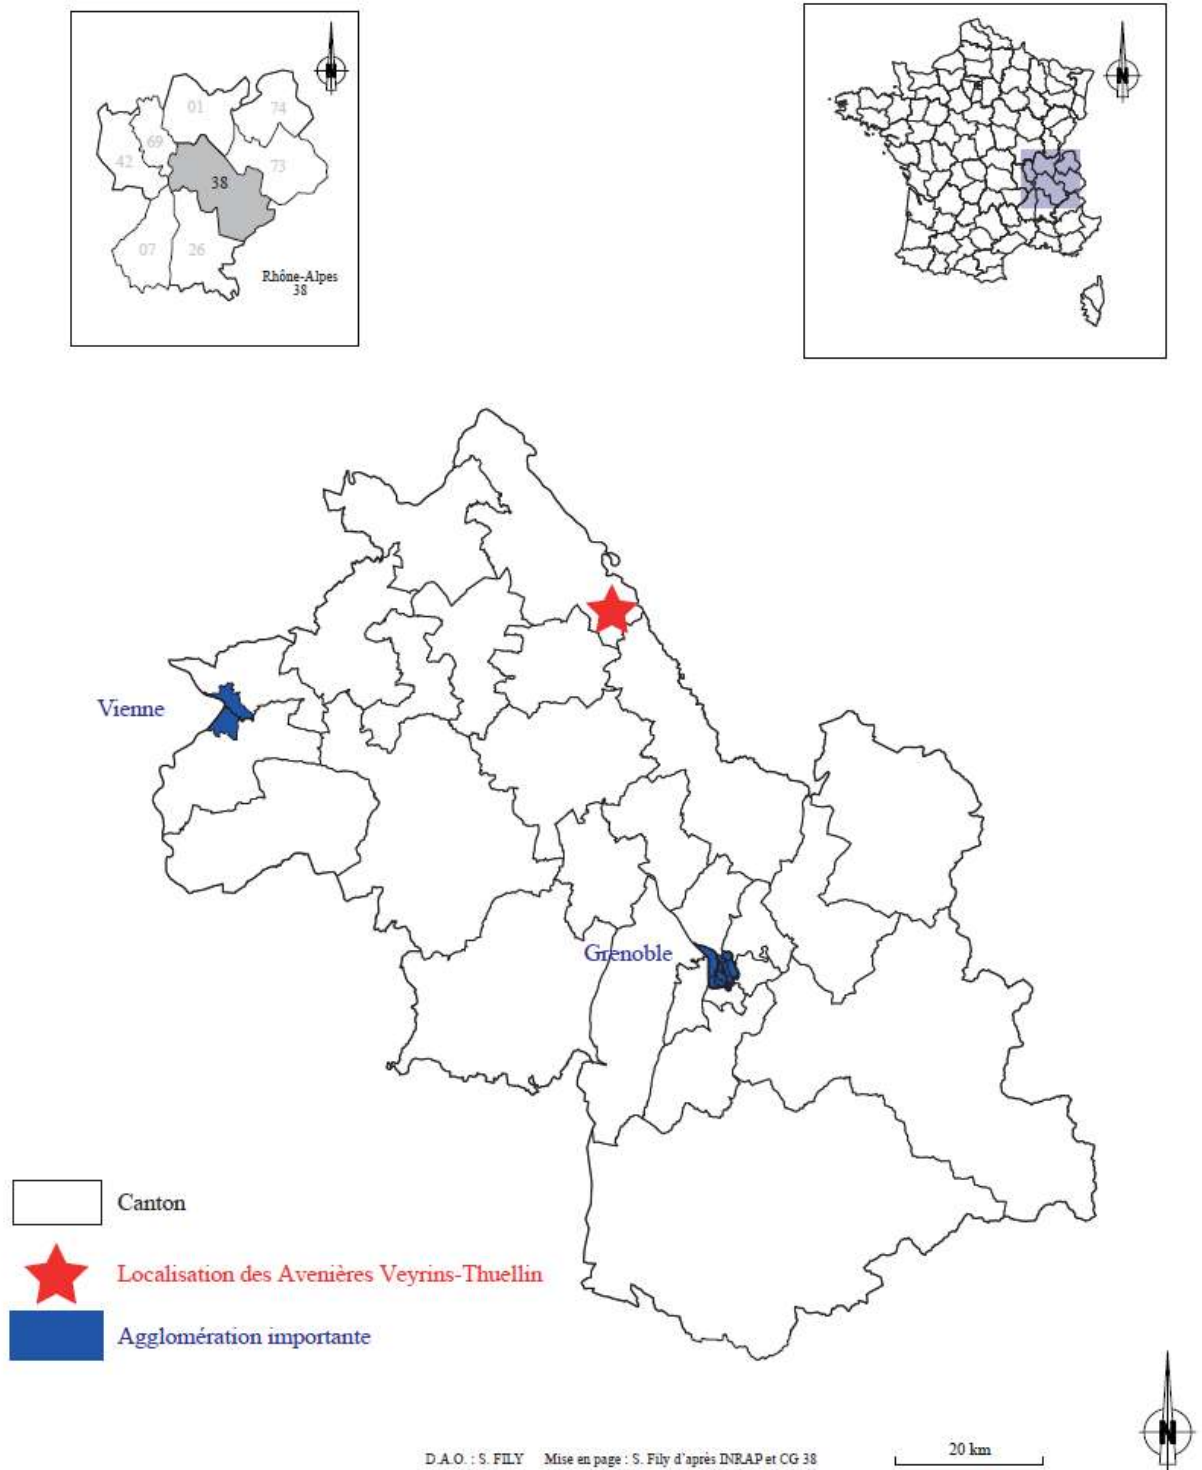 N
01
74
69
42
73
38
07
26
Rhône-Alpes
38
N
Vienne
Grenoble
Canton
Localisation des Avenières Veyrins-Thuellin
Agglomération importante
N
D.A.O. : S. FILY Mise en page : S. Fily d'après INRAP et CG 38
20 km